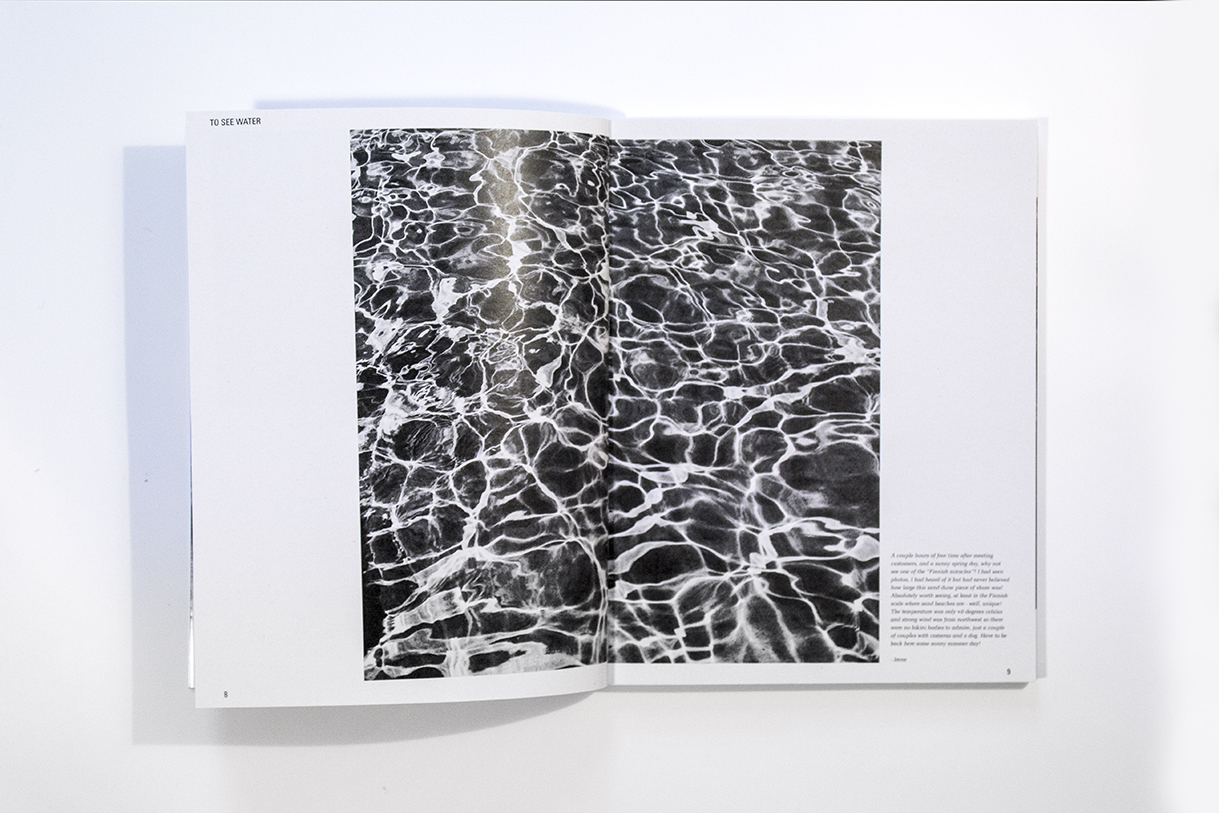 TO SEE WATER
A couple hours of free time after meeting
customers, and a sunny spring day, why not
see one of the "Finnish miracles"! I had seen
photos, I had heard of it but had never believed
how large this sand dune piece of shore was!
Absolutely worth seeing, at least in the Finnish
scale where sand beaches are - well, unique!
The temperature was only +6 degrees celsius
and strong wind was from northwest so there
were no bikini bodies to admire, just a couple
of couples with cameras and a dog. Have to be
back here some sunny summer day!
8
9